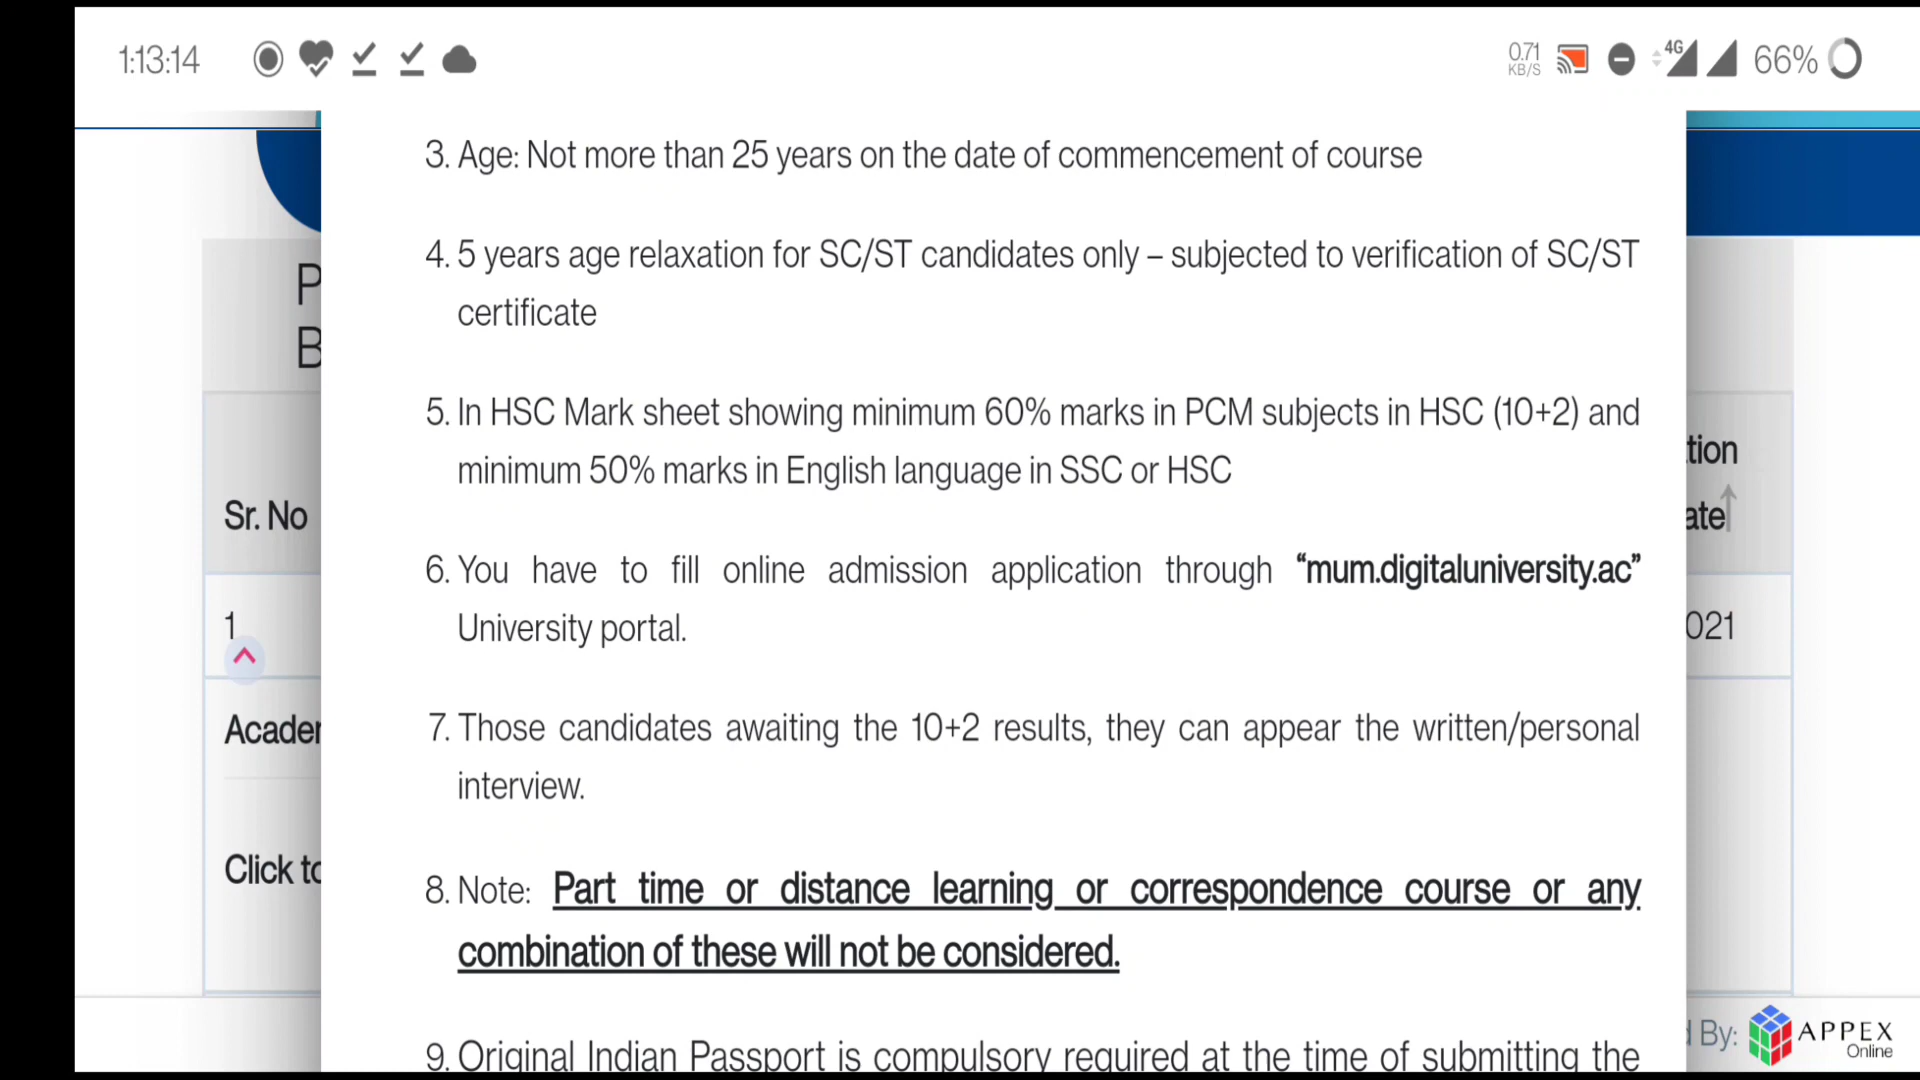 1:13:14
0.71
KB/S
4G
66%
3. Age: Not more than 25 years on the date of commencement of course
4. 5 years age relaxation for SC/ST candidates only – subjected to verification of SC/ST
certificate
P
B
5. In HSC Mark sheet showing minimum 60% marks in PCM subjects in HSC (10+2) and
minimum 50% marks in English language in SSC or HSC
tion
Sr. No
ate
6. You have to fill online admission application through “mum.digitaluniversity.ac”
University portal.
1
021
7. Those candidates awaiting the 10+2 results, they can appear the written/personal
interview.
Acade
8. Note: Part time or distance learning or correspondence course or any
combination of these will not be considered.
Click to
9. Original Indian Passport is compulsory required at the time of submitting the
By:
APPEX
Online